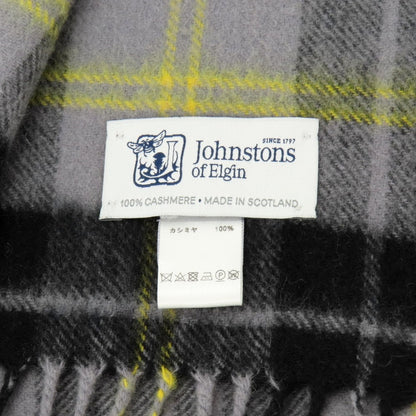 SINCE 1797
Johnstons
of Elgin
100% CASHMERE • MADE IN SCOTLAND
カシミヤ 100%